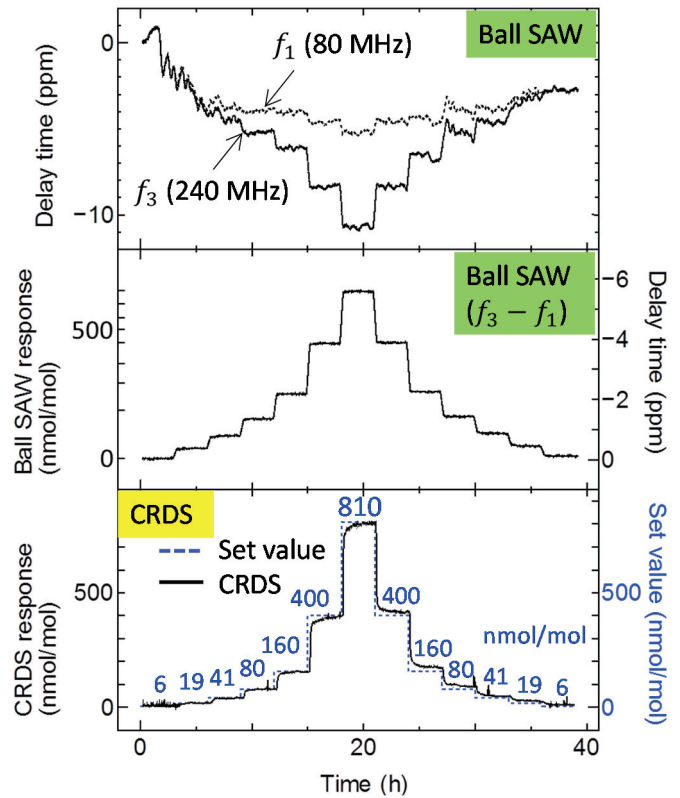 Ball SAW
f₁ (80 MHz)
f₃ (240 MHz)
Delay time (ppm)
0
−10
Ball SAW
(f₃ − f₁)
Ball SAW response
(nmol/mol)
500
0
Delay time
(ppm)
−6
−4
−2
0
CRDS
Set value
CRDS
CRDS response
(nmol/mol)
500
0
Set value
(nmol/mol)
500
0
810
400
400
160
160
nmol/mol
6
19
41
80
80
41
19
6
0
20
40
Time (h)